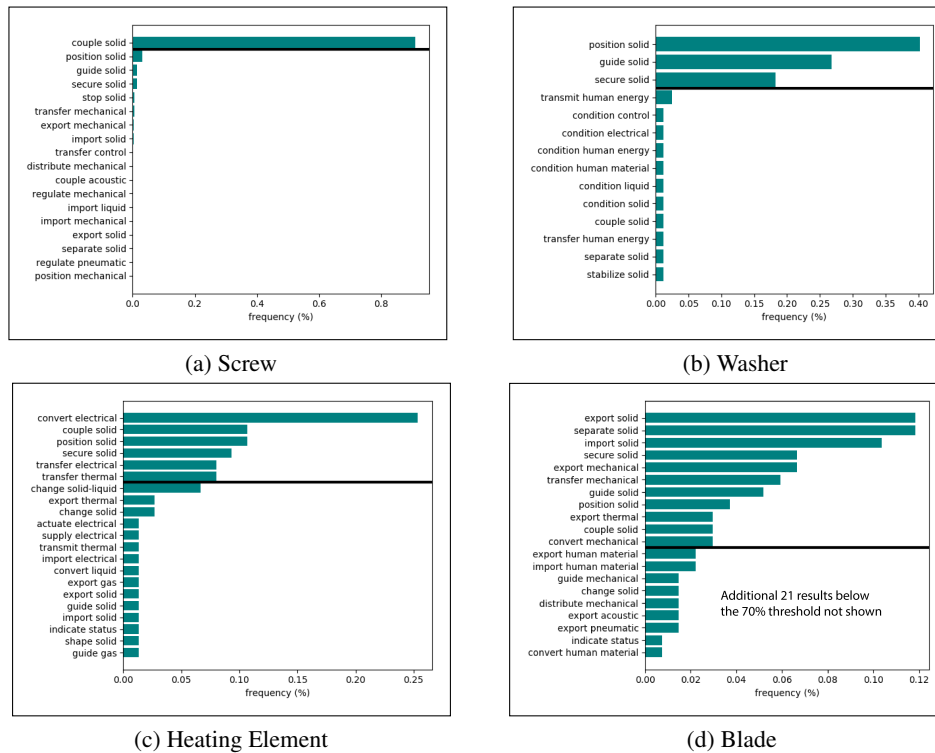 couple solid
position solid
guide solid
secure solid
stop solid
transfer mechanical
export mechanical
import solid
transfer control
distribute mechanical
couple acoustic
regulate mechanical
import liquid
import mechanical
export solid
separate solid
regulate pneumatic
position mechanical
0.0 0.2 0.4 0.6 0.8
frequency (%)
(a) Screw
position solid
guide solid
secure solid
transmit human energy
condition control
condition electrical
condition human energy
condition human material
condition liquid
condition solid
couple solid
transfer human energy
separate solid
stabilize solid
0.00 0.05 0.10 0.15 0.20 0.25 0.30 0.35 0.40
frequency (%)
(b) Washer
convert electrical
couple solid
position solid
secure solid
transfer electrical
transfer thermal
change solid-liquid
export thermal
change solid
actuate electrical
supply electrical
transmit thermal
import electrical
convert liquid
export gas
export solid
guide solid
import solid
indicate status
shape solid
guide gas
0.00 0.05 0.10 0.15 0.20 0.25
frequency (%)
(c) Heating Element
export solid
separate solid
import solid
secure solid
export mechanical
transfer mechanical
guide solid
position solid
export thermal
couple solid
convert mechanical
export human material
import human material
guide mechanical
change solid
distribute mechanical
export acoustic
export pneumatic
indicate status
convert human material
Additional 21 results below
the 70% threshold not shown
0.00 0.02 0.04 0.06 0.08 0.10 0.12
frequency (%)
(d) Blade